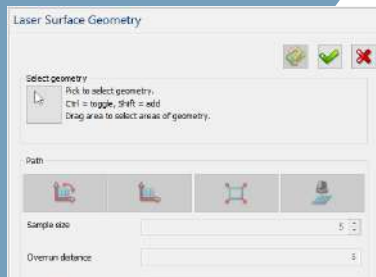 Laser Surface Geometry
Select geometry
Pick to select geometry.
Ctrl = toggle, Shift = add
Drag area to select areas of geometry.
Path
Sample size
5
Overrun distance
5